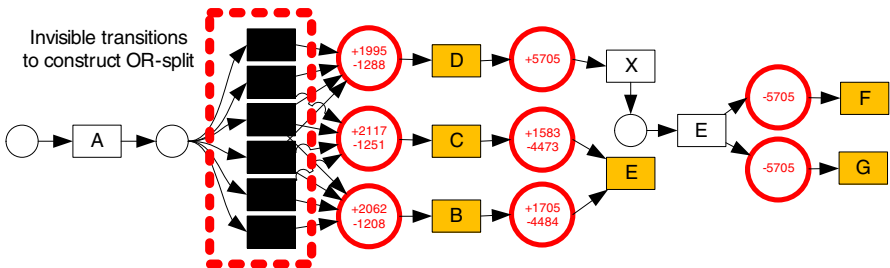 Invisible transitions
to construct OR-split
A
+1995
-1288
D
+5705
X
+2117
-1251
C
+1583
-4473
E
+2062
-1208
B
+1705
-4484
E
-5705
F
-5705
G